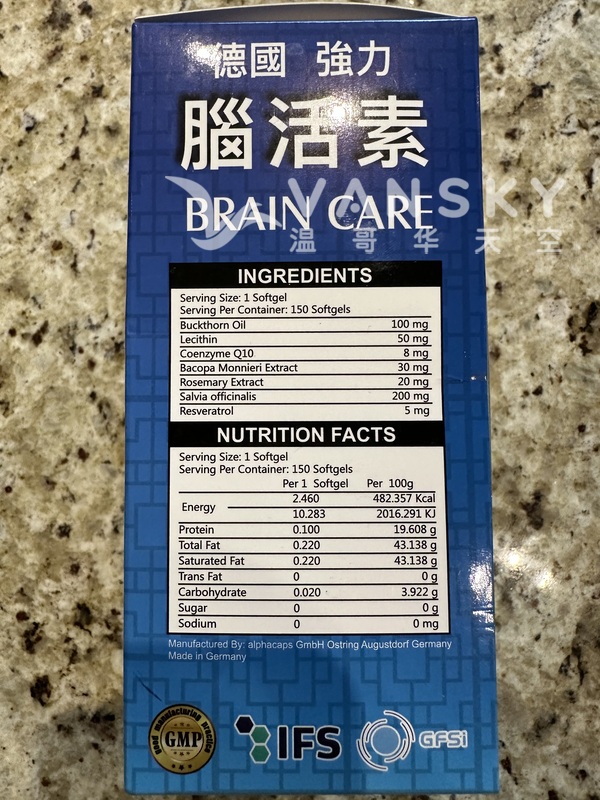 德國 強力
腦活素
VANSKY
BRAIN CARE
温哥华天空
INGREDIENTS
Serving Size: 1 Softgel
Serving Per Container: 150 Softgels
Buckthorn Oil 100 mg
Lecithin 50 mg
Coenzyme Q10 8 mg
Bacopa Monnieri Extract 30 mg
Rosemary Extract 20 mg
Salvia officinalis 200 mg
Resveratrol 5 mg
NUTRITION FACTS
Serving Size: 1 Softgel
Serving Per Container: 150 Softgels
Per 1 Softgel Per 100g
Energy 2.460 482.357 Kcal
10.283 2016.291 KJ
Protein 0.100 19.608 g
Total Fat 0.220 43.138 g
Saturated Fat 0.220 43.138 g
Trans Fat 0 0 g
Carbohydrate 0.020 3.922 g
Sugar 0 0 g
Sodium 0 0 mg
Manufactured By: alphacaps GmbH Ostring Augustdorf Germany
Made in Germany
Good Manufacturing Practice
GMP
IFS
GFSi